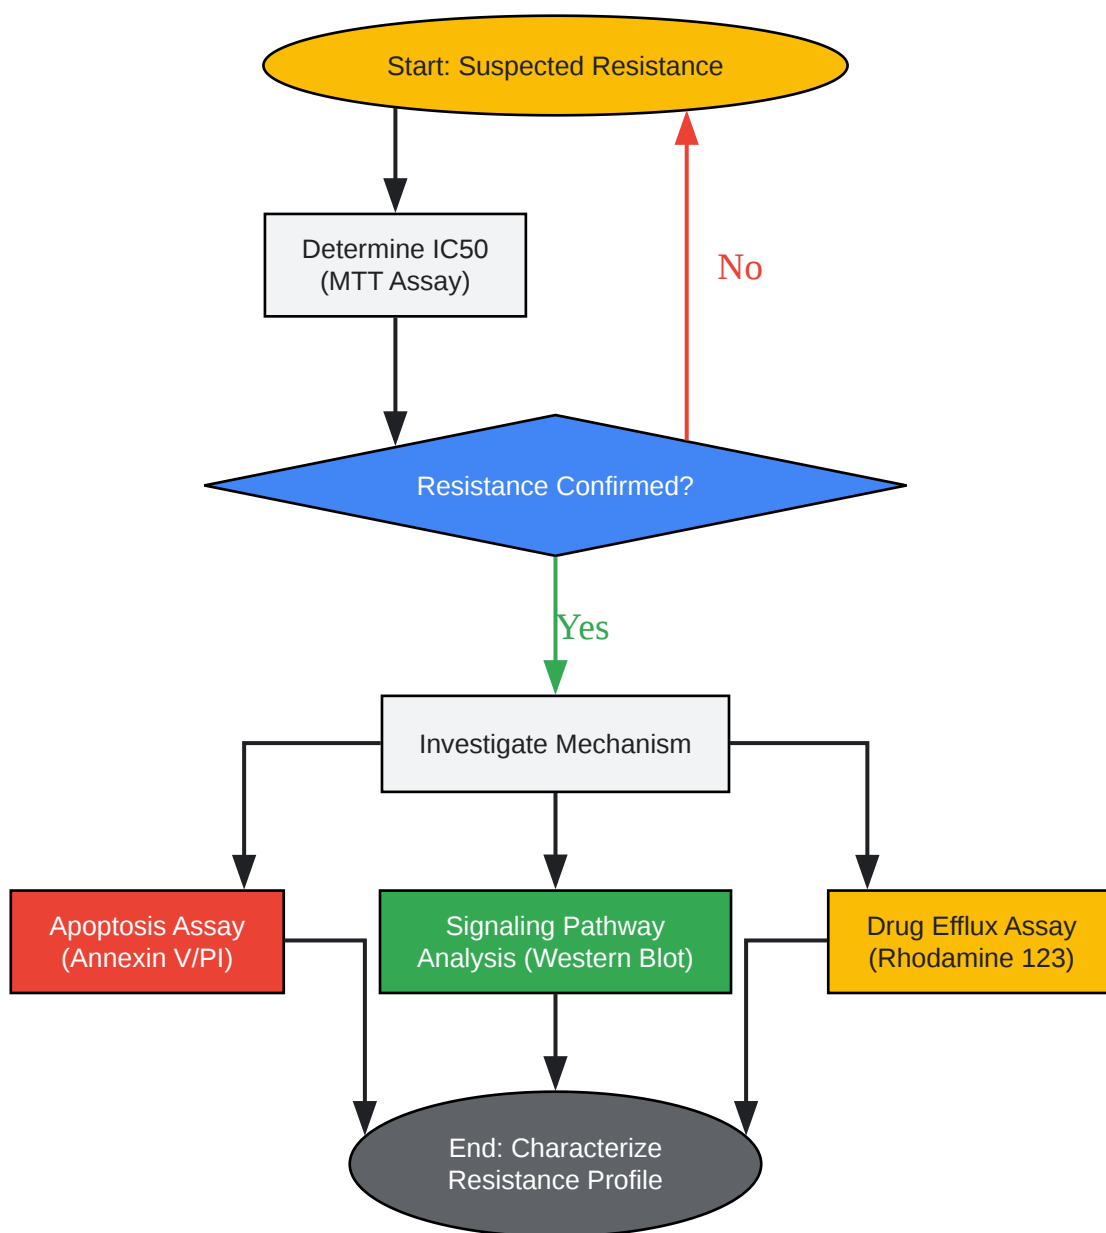 Start: Suspected Resistance
Determine IC50
(MTT Assay)
No
Resistance Confirmed?
Yes
Investigate Mechanism
Apoptosis Assay
(Annexin V/PI)
Signaling Pathway
Analysis (Western Blot)
Drug Efflux Assay
(Rhodamine 123)
End: Characterize
Resistance Profile